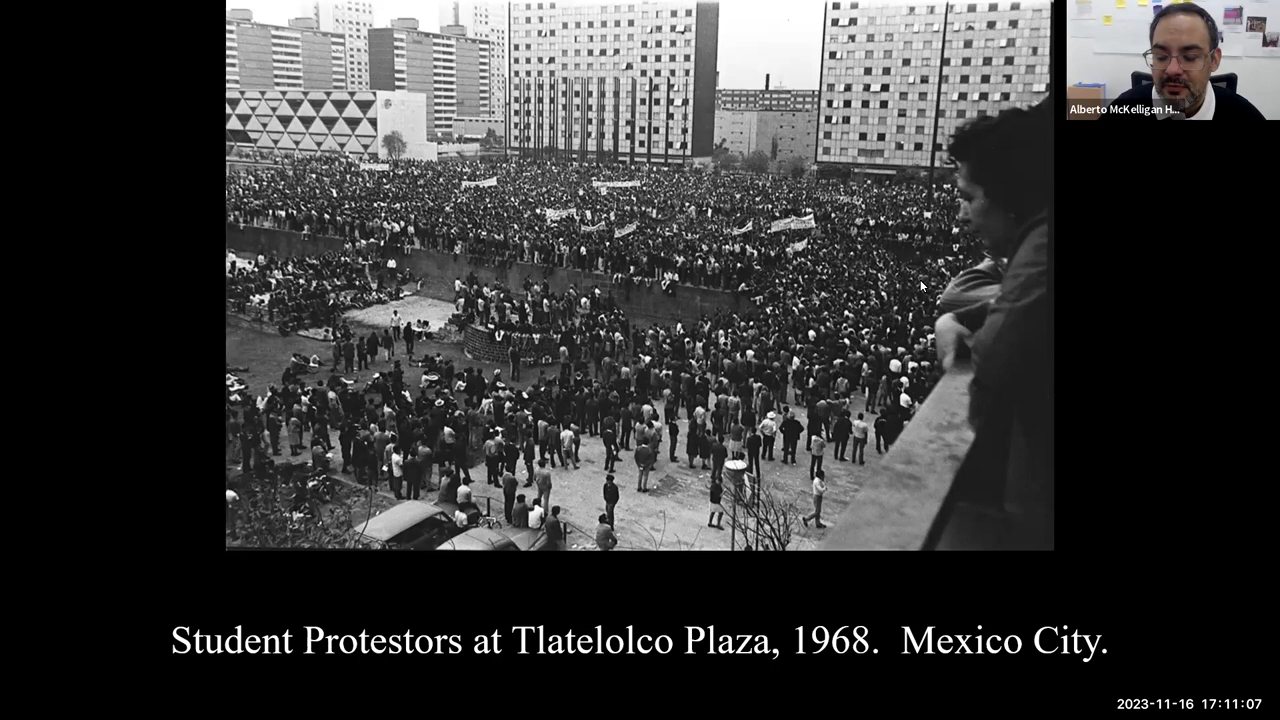 Alberto McKelligan H...
Student Protestors at Tlatelolco Plaza, 1968.  Mexico City.
2023-11-16 17:11:07